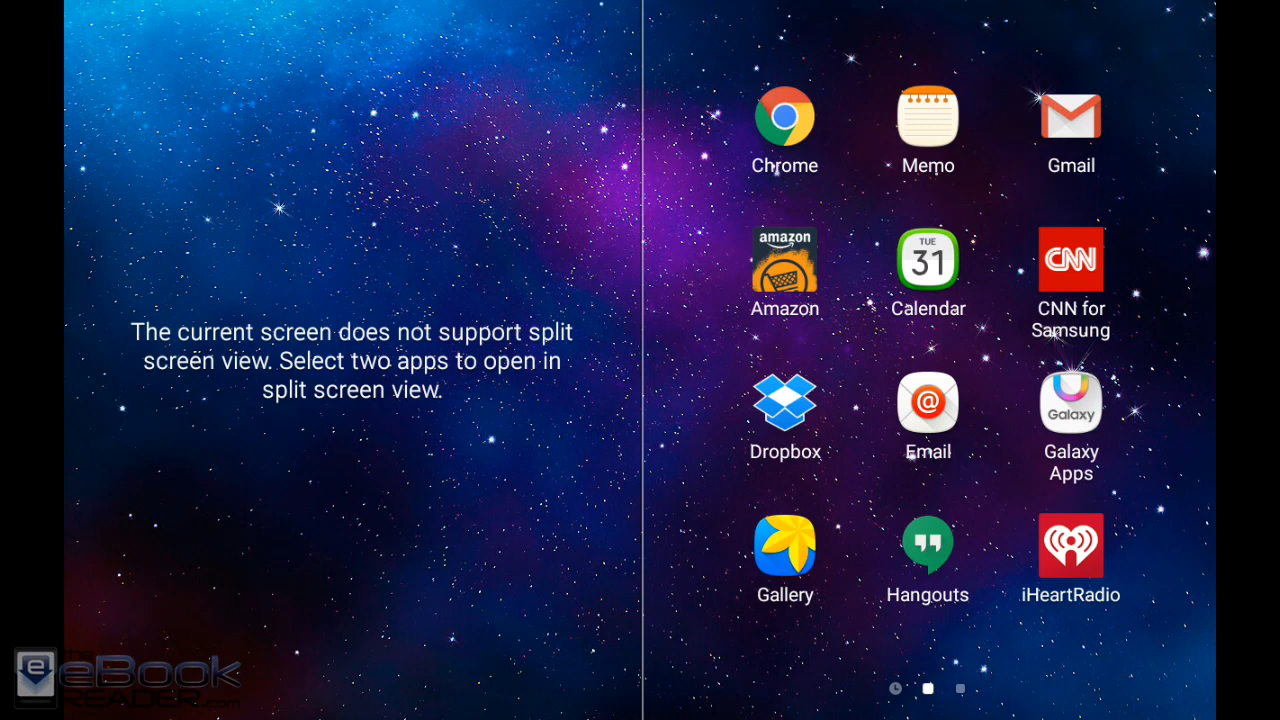 The current screen does not support split
screen view. Select two apps to open in
split screen view.
Chrome
Memo
Gmail
amazon
TUE
31
CNN
Amazon
Calendar
CNN for
Samsung
@
Galaxy
Dropbox
Email
Galaxy
Apps
Gallery
Hangouts
iHeartRadio
e
the
eBook
READER.com